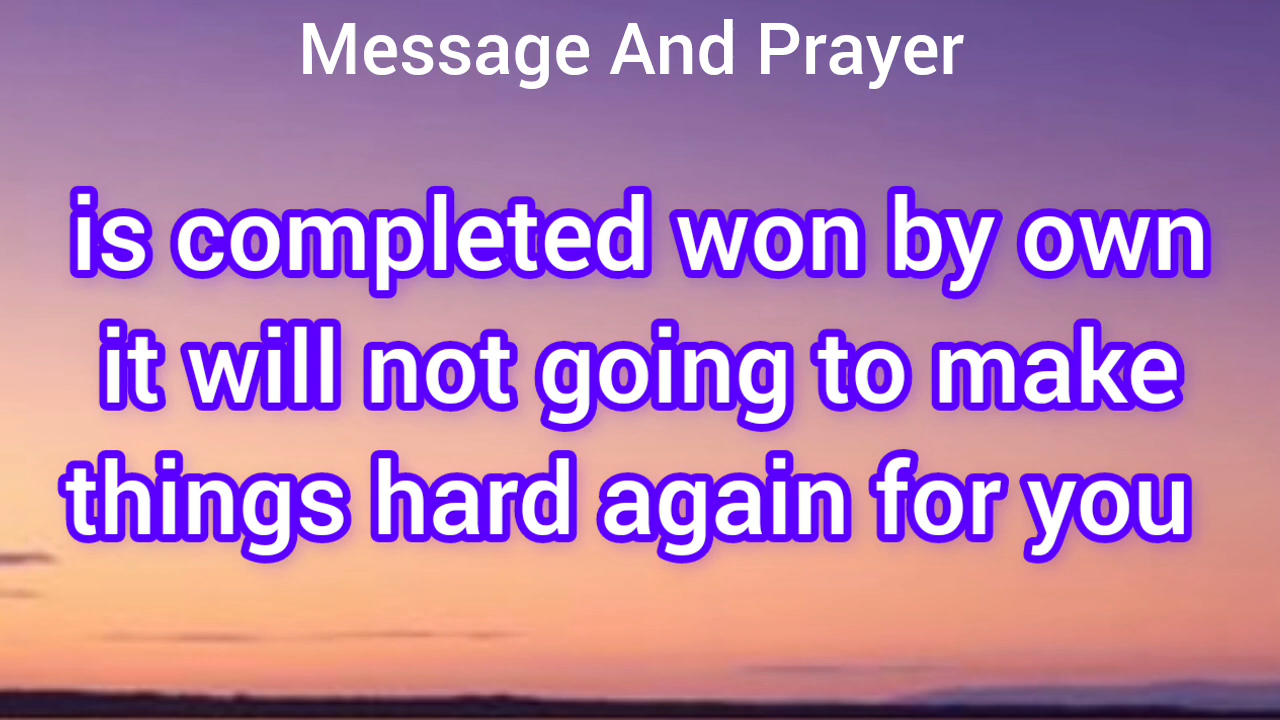 Message And Prayer
is completed won by own
it will not going to make
things hard again for you